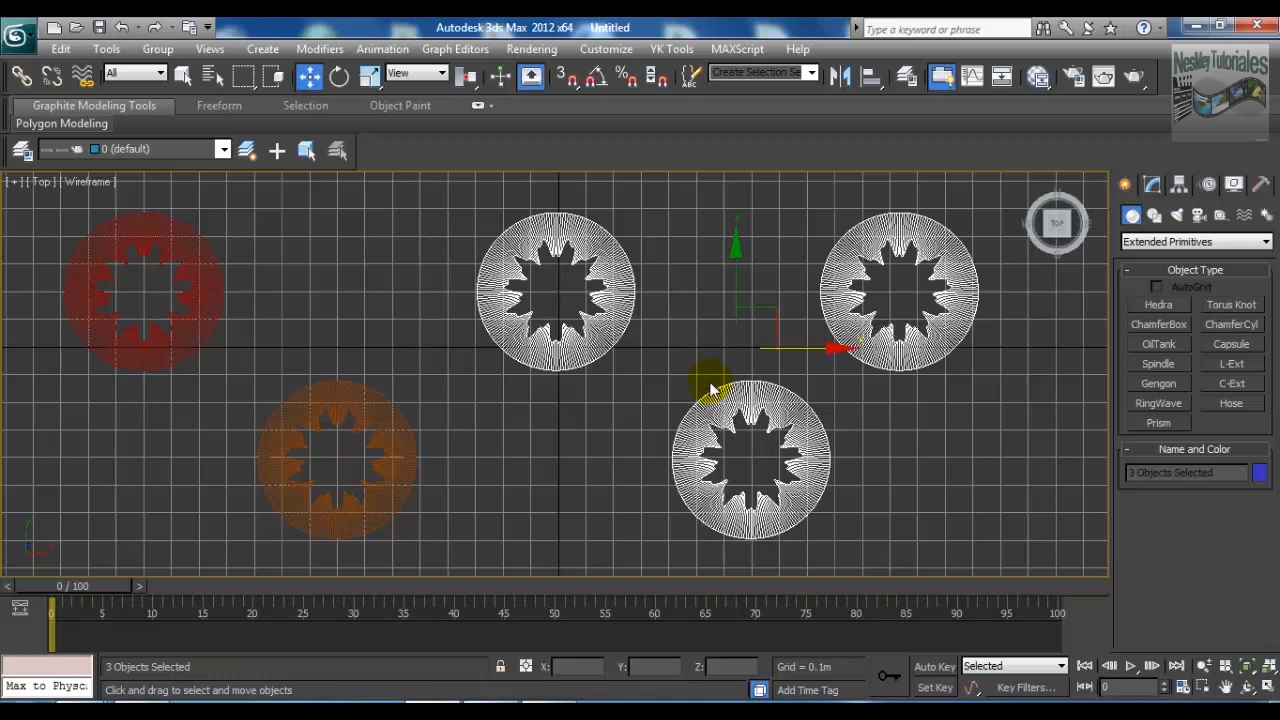 Autodesk 3ds Max 2012 x64 Untitled
Type a keyword or phrase
Edit Tools Group Views Create Modifiers Animation Graph Editors Rendering Customize YK Tools MAXScript Help
NesMey Tutoriales
All View 3 Create Selection Se
Graphite Modeling Tools Freeform Selection Object Paint
Polygon Modeling
0 (default)
[ + ] [ Top ] [ Wireframe ]
TOP
Extended Primitives
- Object Type
AutoGrid
Hedra Torus Knot
ChamferBox ChamferCyl
OilTank Capsule
Spindle L-Ext
Gengon C-Ext
RingWave Hose
Prism
- Name and Color
3 Objects Selected
< 0 / 100 >
0 5 10 15 20 25 30 35 40 45 50 55 60 65 70 75 80 85 90 95 100
3 Objects Selected X: Y: Z: Grid = 0.1m Auto Key Selected
Max to Physc
Click and drag to select and move objects Add Time Tag Set Key Key Filters... 0